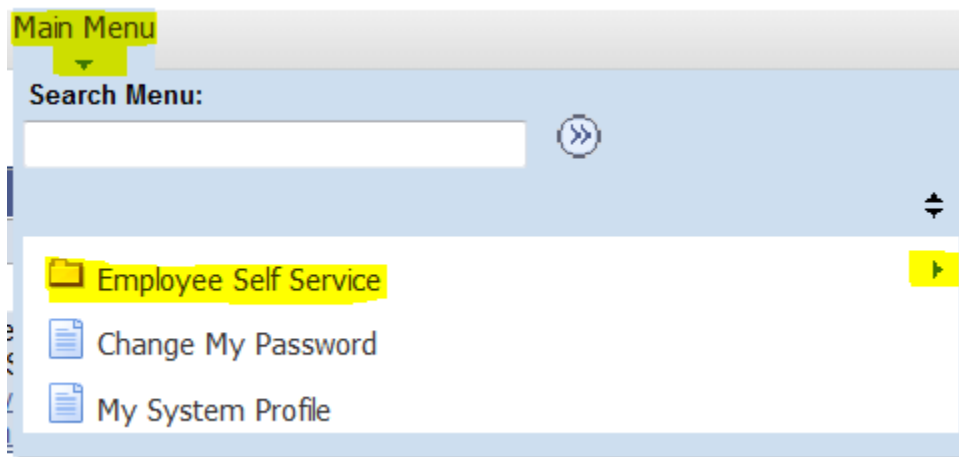 Main Menu
Search Menu:
Employee Self Service
Change My Password
My System Profile